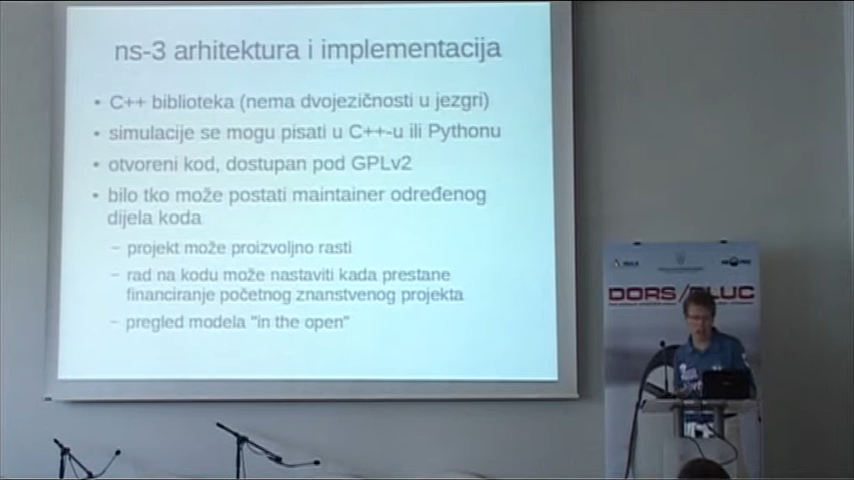 ns-3 arhitektura i implementacija
• C++ biblioteka (nema dvojezičnosti u jezgri)
• simulacije se mogu pisati u C++-u ili Pythonu
• otvoreni kod, dostupan pod GPLv2
• bilo tko može postati maintainer određenog
dijela koda
– projekt može proizvoljno rasti
– rad na kodu može nastaviti kada prestane
financiranje početnog znanstvenog projekta
– pregled modela "in the open"
DORS/CLUC